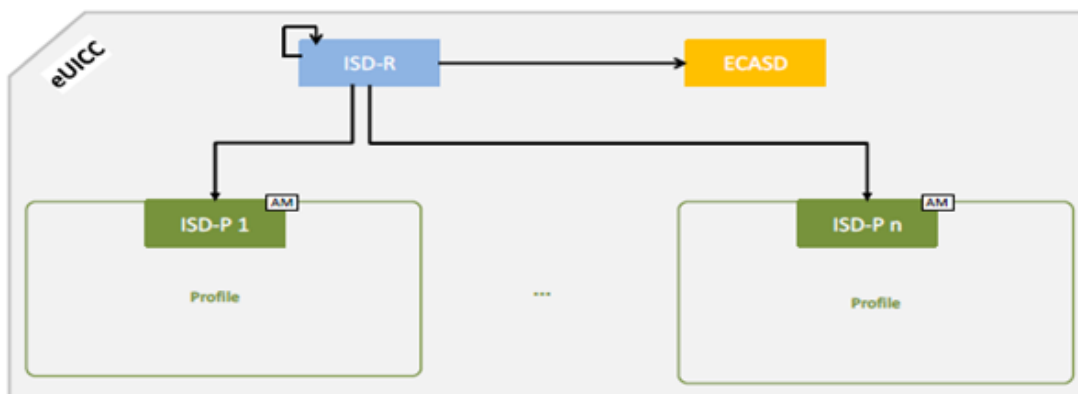 eUICC
ISD-R
ECASD
ISD-P 1
AM
ISD-P n
AM
Profile
...
Profile